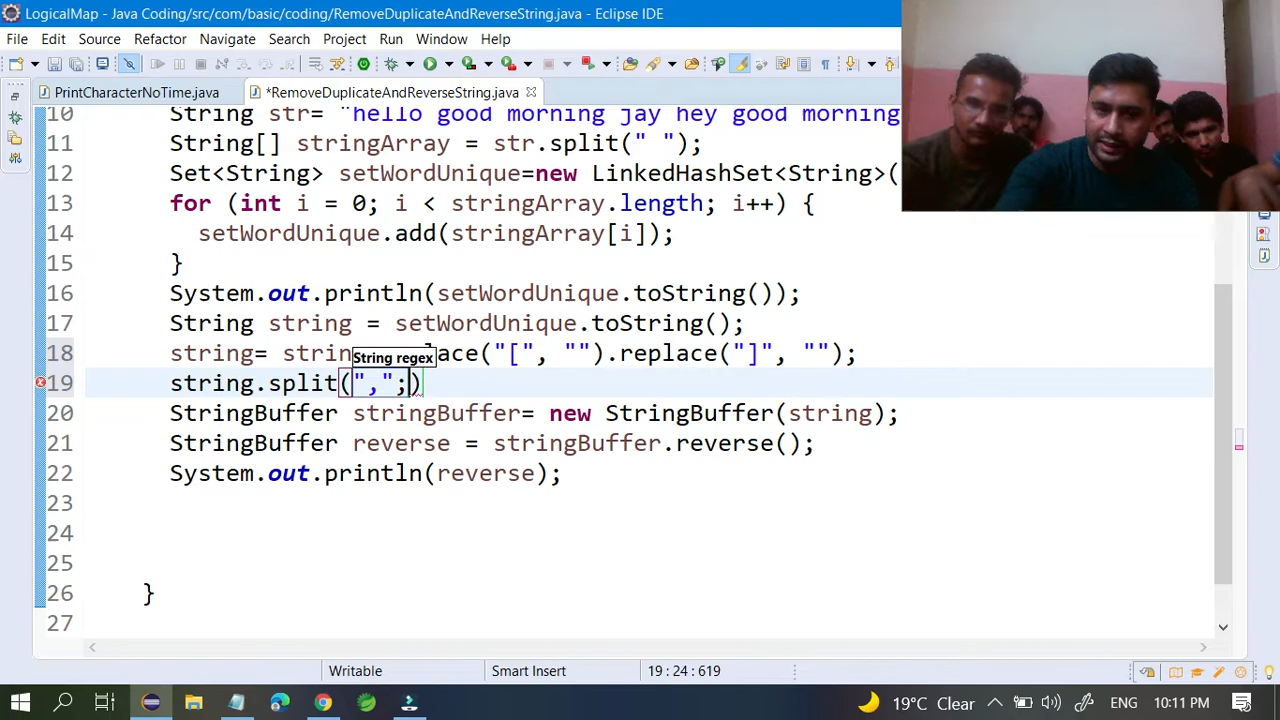 LogicalMap - Java Coding/src/com/basic/coding/RemoveDuplicateAndReverseString.java - Eclipse IDE
File Edit Source Refactor Navigate Search Project Run Window Help
PrintCharacterNoTime.java *RemoveDuplicateAndReverseString.java
10 String str= "hello good morning jay hey good morning
11 String[] stringArray = str.split(" ");
12 Set<String> setWordUnique=new LinkedHashSet<String>(
13 for (int i = 0; i < stringArray.length; i++) {
14 setWordUnique.add(stringArray[i]);
15 }
16 System.out.println(setWordUnique.toString());
17 String string = setWordUnique.toString();
18 string= strin lace("[", "").replace("]", "");
String regex
19 string.split(",";)
20 StringBuffer stringBuffer= new StringBuffer(string);
21 StringBuffer reverse = stringBuffer.reverse();
22 System.out.println(reverse);
23
24
25
26 }
27
Writable Smart Insert 19 : 24 : 619
19°C Clear ENG 10:11 PM